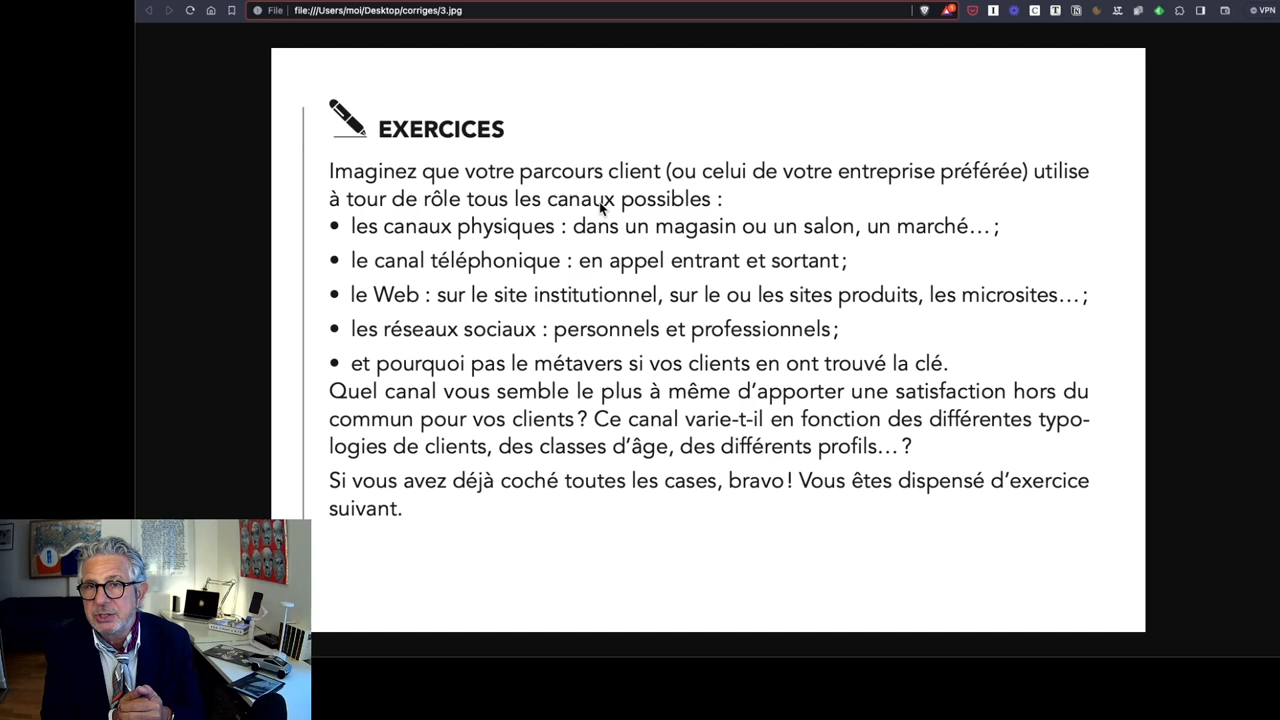 File
file:///Users/moi/Desktop/corriges/3.jpg
VPN
EXERCICES
Imaginez que votre parcours client (ou celui de votre entreprise préférée) utilise
à tour de rôle tous les canaux possibles :
• les canaux physiques : dans un magasin ou un salon, un marché… ;
• le canal téléphonique : en appel entrant et sortant ;
• le Web : sur le site institutionnel, sur le ou les sites produits, les microsites… ;
• les réseaux sociaux : personnels et professionnels ;
• et pourquoi pas le métavers si vos clients en ont trouvé la clé.
Quel canal vous semble le plus à même d’apporter une satisfaction hors du
commun pour vos clients ? Ce canal varie-t-il en fonction des différentes typo-
logies de clients, des classes d’âge, des différents profils… ?
Si vous avez déjà coché toutes les cases, bravo ! Vous êtes dispensé d’exercice
suivant.